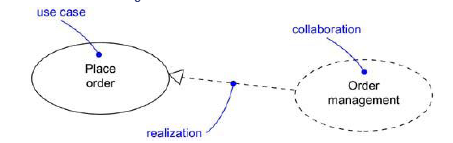 use case
collaboration
Place
order
Order
management
realization